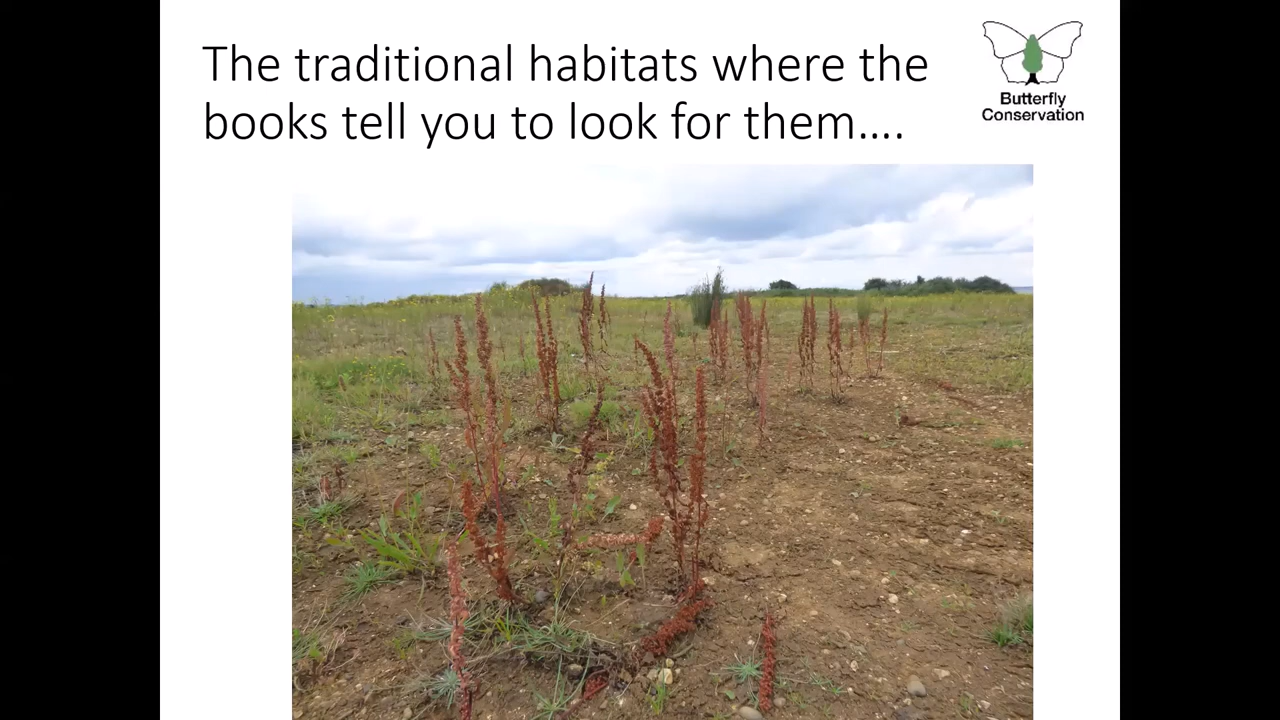 The traditional habitats where the
books tell you to look for them....
Butterfly
Conservation